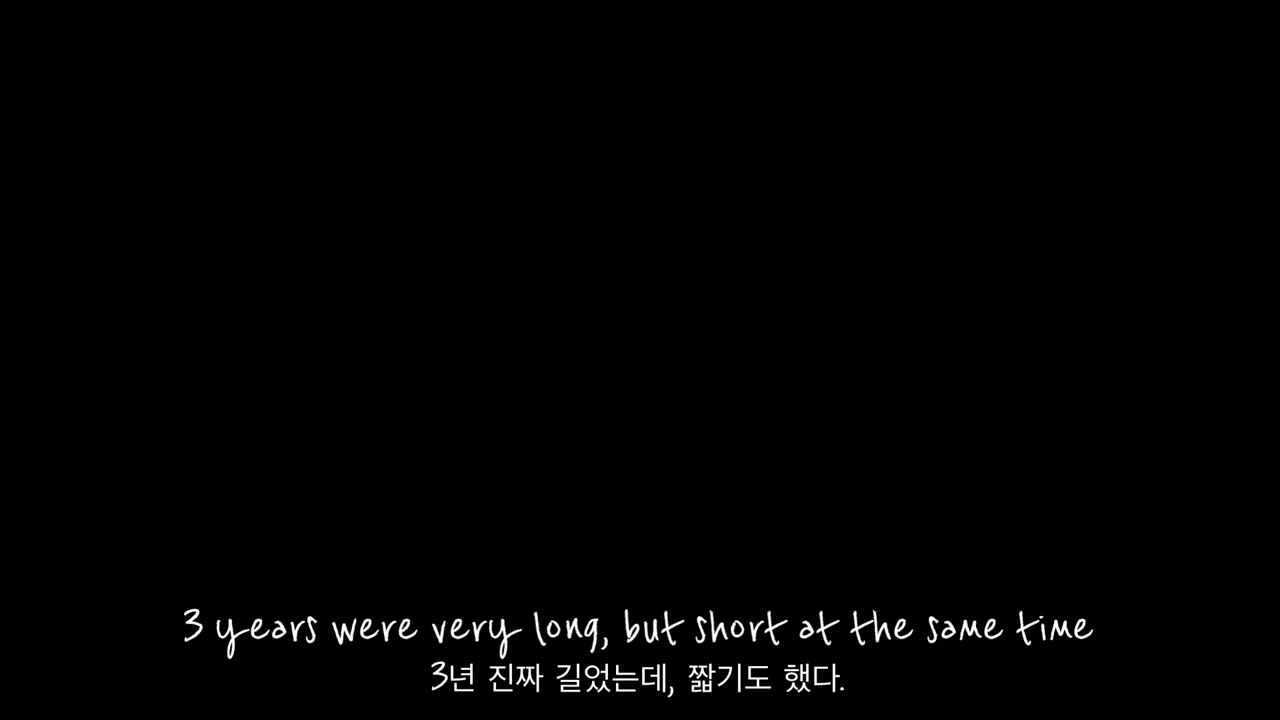 3 years were very long, but short at the same time
3년 진짜 길었는데, 짧기도 했다.